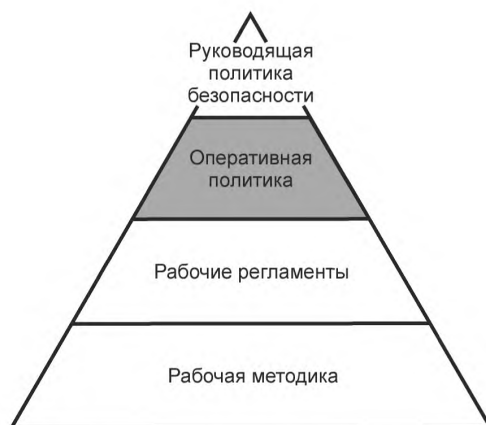 Руководящая
политика
безопасности
Оперативная
политика
Рабочие регламенты
Рабочая методика